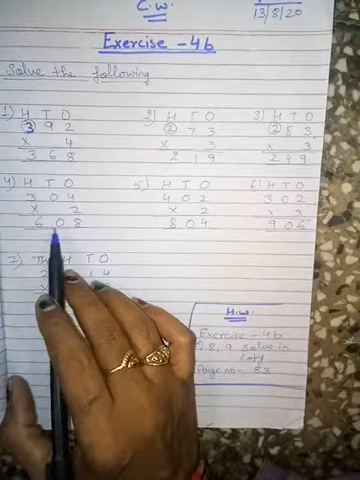 C.W.
13/8/20
Exercise - 4b
Solve the following
1) H T O
3 9 2
x 4
3 6 8
2) H T O
2 7 3
x 3
2 1 9
3) H T O
2 8 3
x 3
2 4 9
4) H T O
3 0 4
x 2
6 0 8
5) H T O
4 0 2
x 2
8 0 4
6) H T O
3 0 2
x 3
9 0 6
7) Th H T O
2 1 4
H.W.
Exercise - 4b
Q 8, 9 solve in
copy
Page no - 83